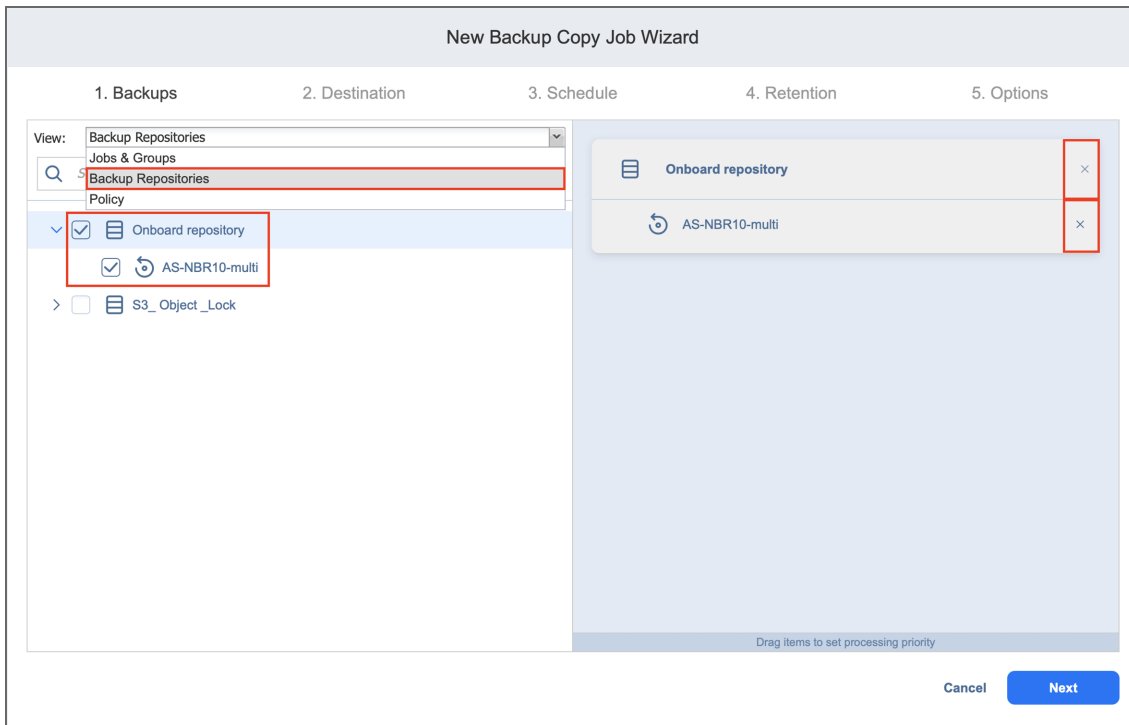 New Backup Copy Job Wizard
1. Backups 2. Destination 3. Schedule 4. Retention 5. Options
View: Backup Repositories
Jobs & Groups
Backup Repositories
Policy
Onboard repository
AS-NBR10-multi
S3_ Object _Lock
Onboard repository
AS-NBR10-multi
Drag items to set processing priority
Cancel Next